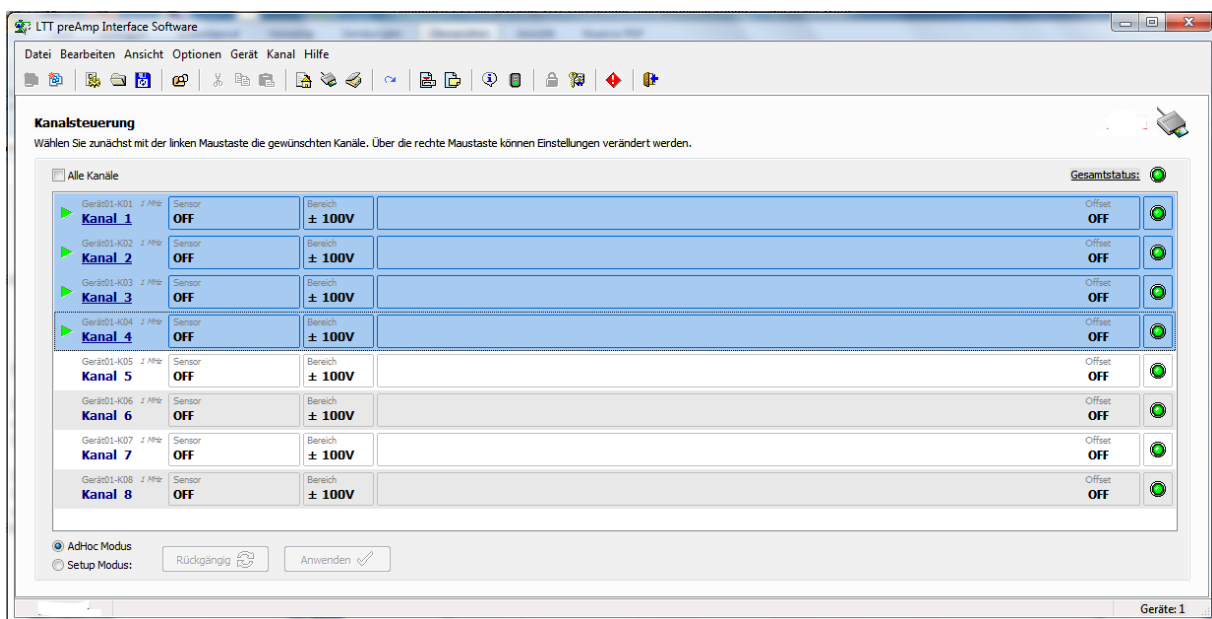 LTT preAmp Interface Software
Datei Bearbeiten Ansicht Optionen Gerät Kanal Hilfe
Kanalsteuerung
Wählen Sie zunächst mit der linken Maustaste die gewünschten Kanäle. Über die rechte Maustaste können Einstellungen verändert werden.
Alle Kanäle Gesamtstatus:
Gerät01-K01 1 MHz Sensor Bereich Offset
Kanal 1 OFF ± 100V OFF
Gerät01-K02 1 MHz Sensor Bereich Offset
Kanal 2 OFF ± 100V OFF
Gerät01-K03 1 MHz Sensor Bereich Offset
Kanal 3 OFF ± 100V OFF
Gerät01-K04 1 MHz Sensor Bereich Offset
Kanal 4 OFF ± 100V OFF
Gerät01-K05 1 MHz Sensor Bereich Offset
Kanal 5 OFF ± 100V OFF
Gerät01-K06 1 MHz Sensor Bereich Offset
Kanal 6 OFF ± 100V OFF
Gerät01-K07 1 MHz Sensor Bereich Offset
Kanal 7 OFF ± 100V OFF
Gerät01-K08 1 MHz Sensor Bereich Offset
Kanal 8 OFF ± 100V OFF
AdHoc Modus
Setup Modus:
Rückgängig Anwenden
Geräte: 1